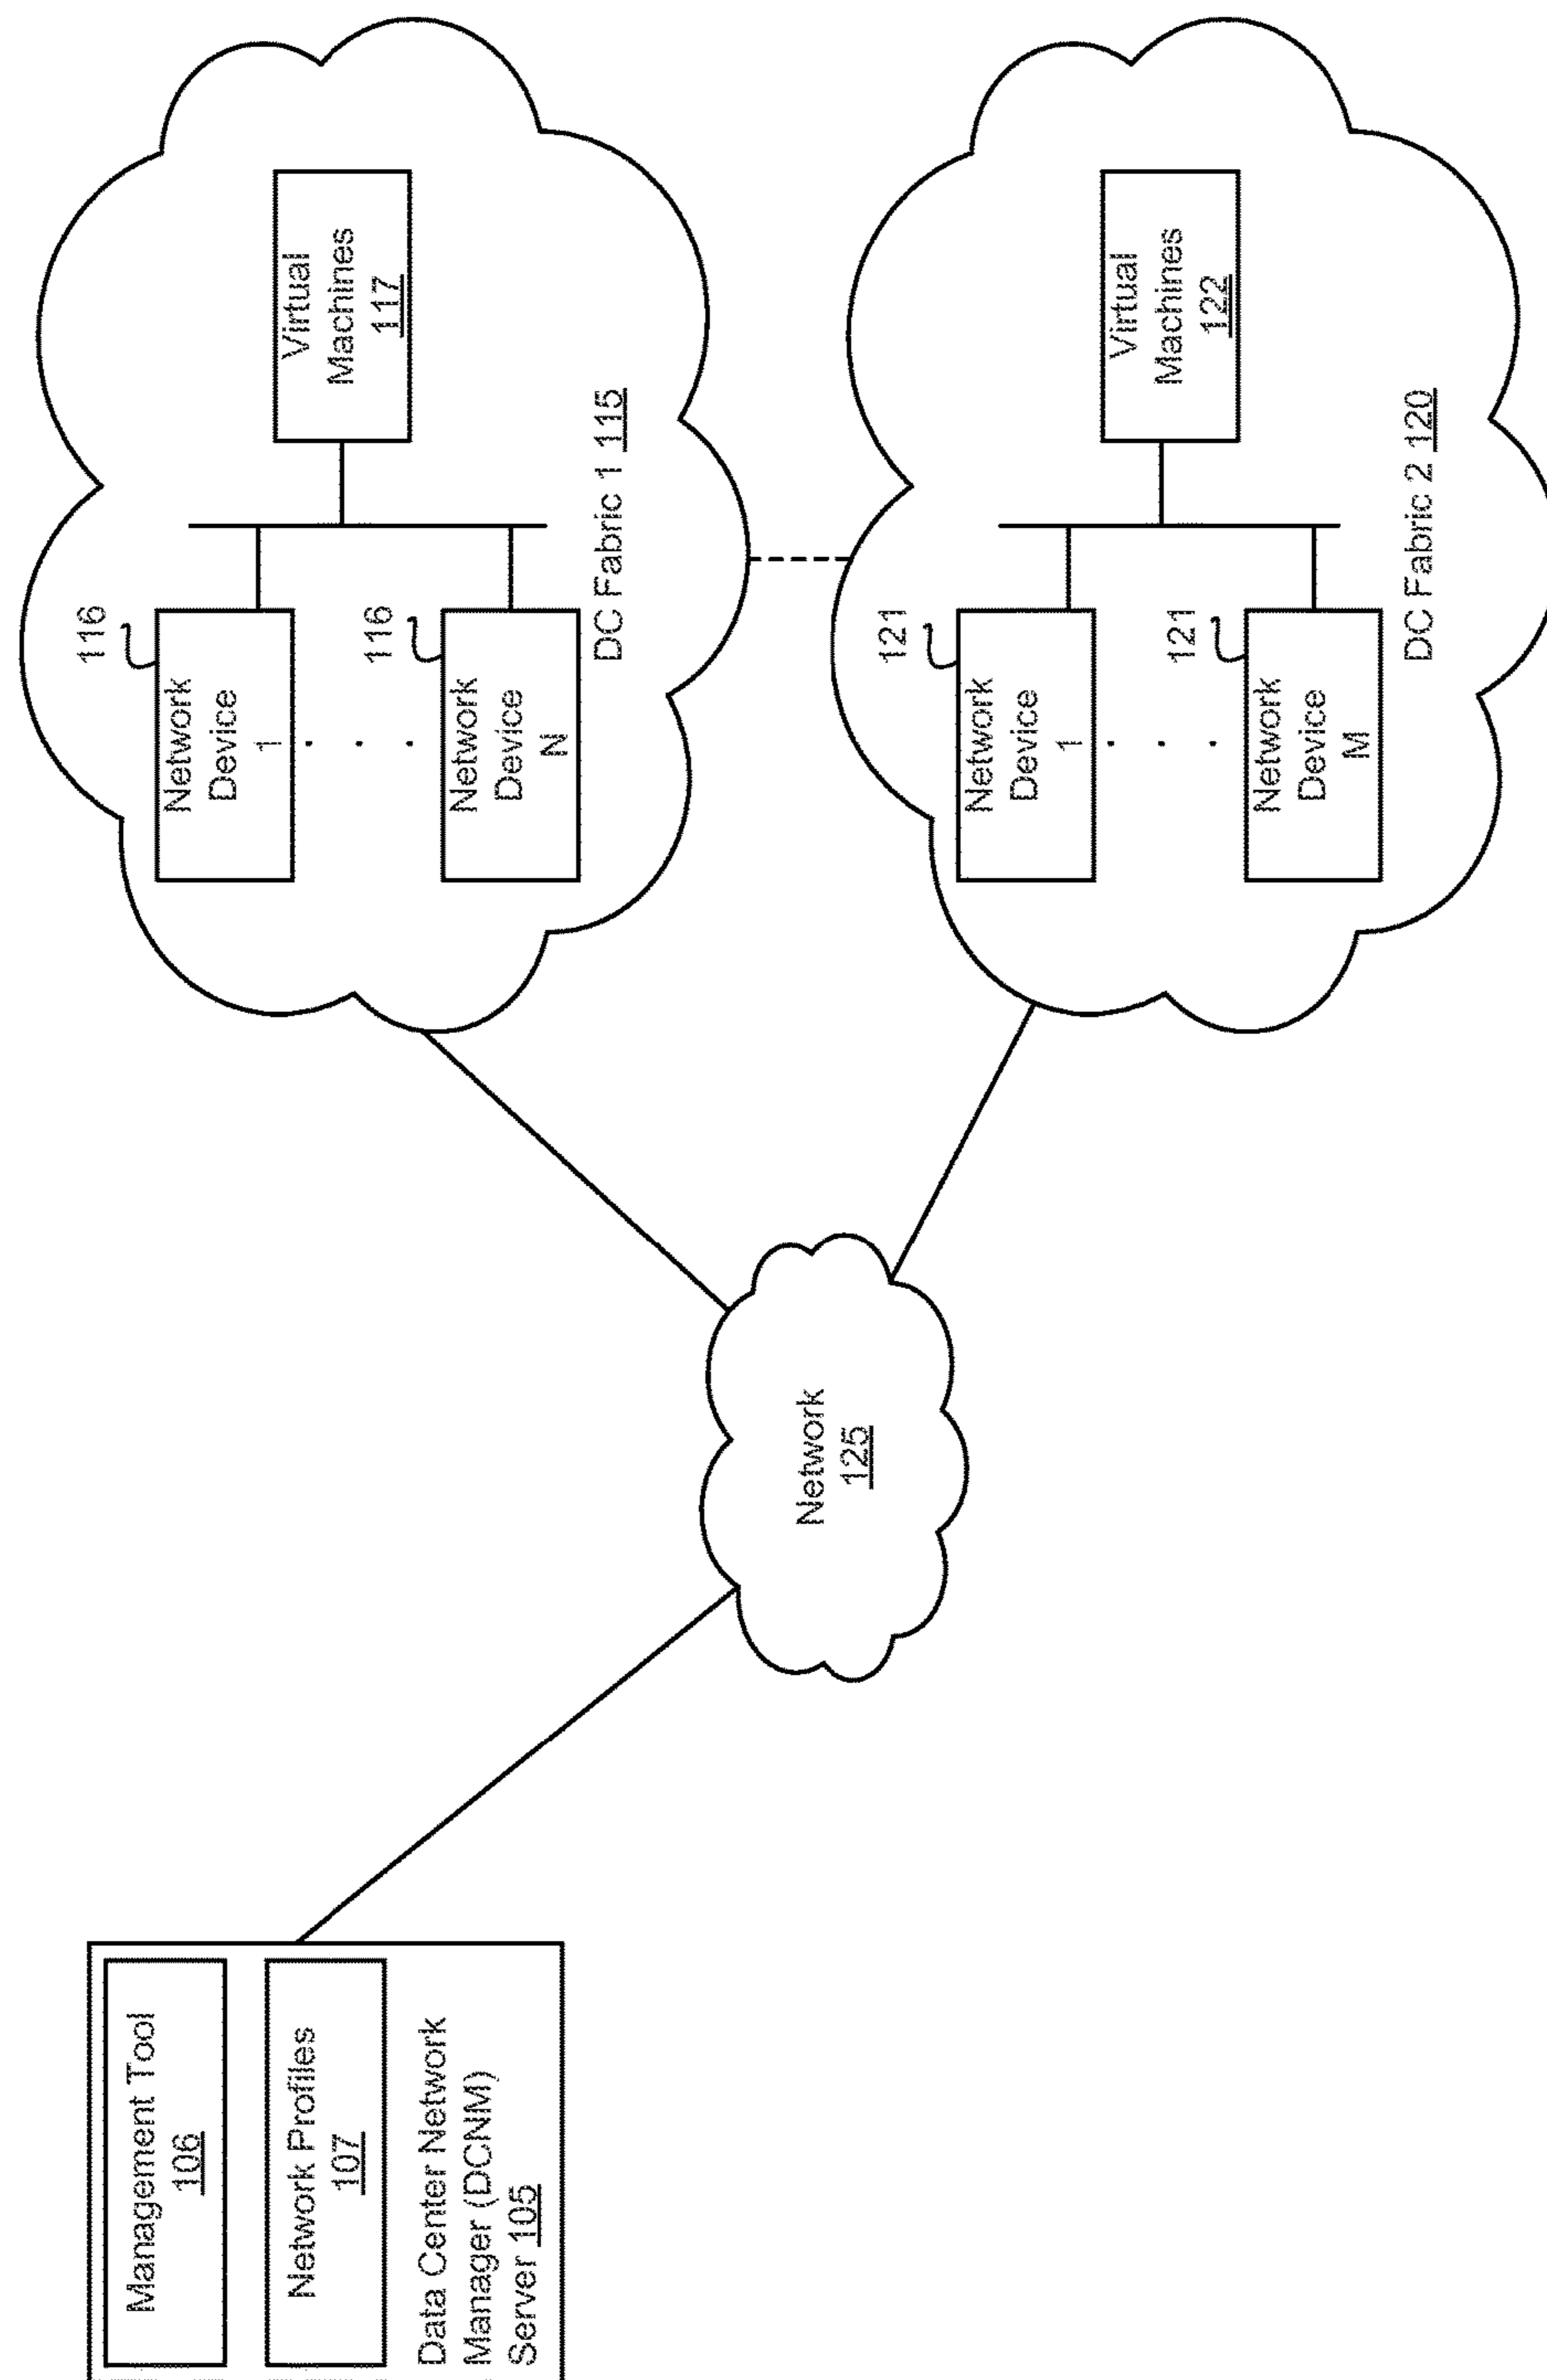 Management Tool
106
Network Profiles
107
Data Center Network
Manager (DCNM)
Server 105
Network
125
116
Network
Device
1
. . .
116
Network
Device
N
Virtual
Machines
117
DC Fabric 1 115
121
Network
Device
1
. . .
121
Network
Device
M
Virtual
Machines
122
DC Fabric 2 120